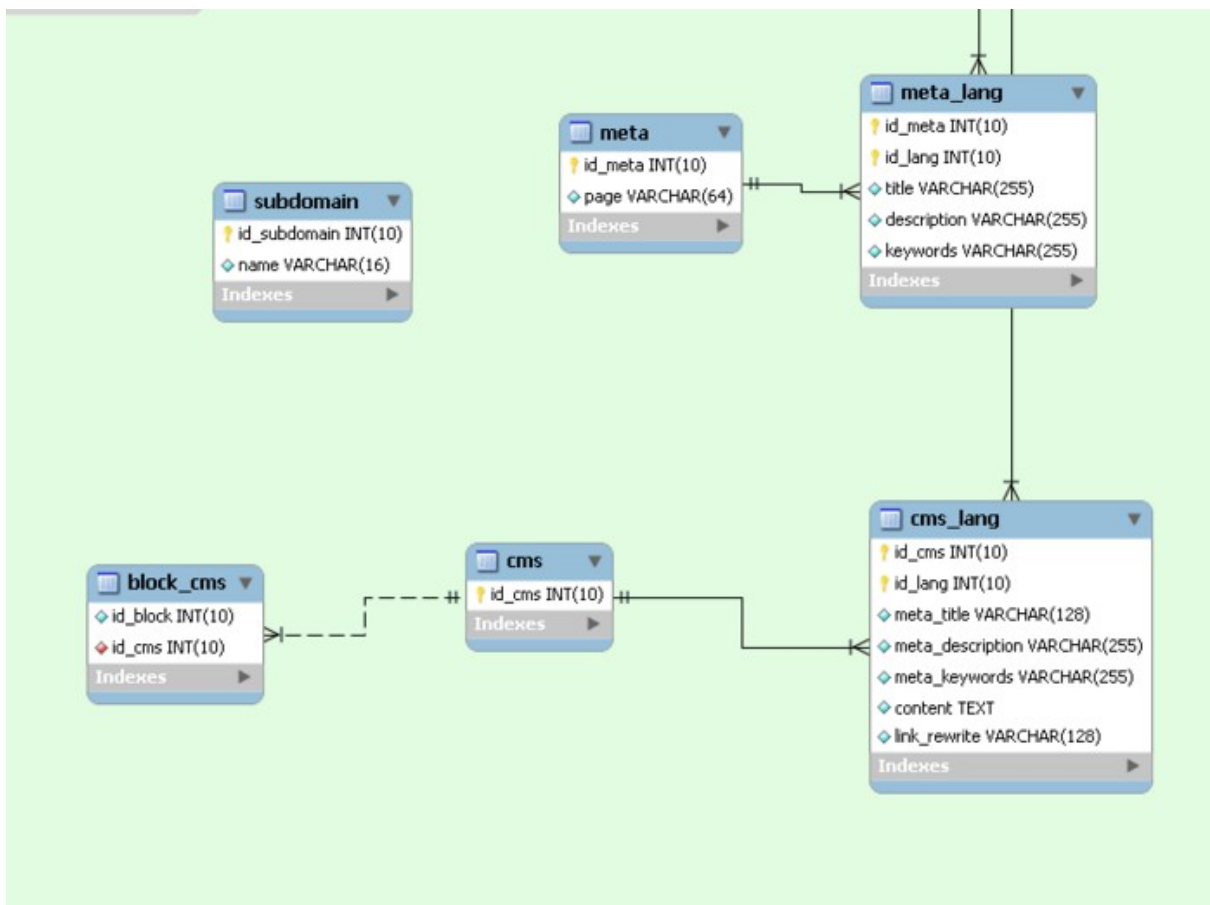 meta_lang
id_meta INT(10)
id_lang INT(10)
title VARCHAR(255)
description VARCHAR(255)
keywords VARCHAR(255)
Indexes
meta
id_meta INT(10)
page VARCHAR(64)
Indexes
subdomain
id_subdomain INT(10)
name VARCHAR(16)
Indexes
cms_lang
id_cms INT(10)
id_lang INT(10)
meta_title VARCHAR(128)
meta_description VARCHAR(255)
meta_keywords VARCHAR(255)
content TEXT
link_rewrite VARCHAR(128)
Indexes
cms
id_cms INT(10)
Indexes
block_cms
id_block INT(10)
id_cms INT(10)
Indexes